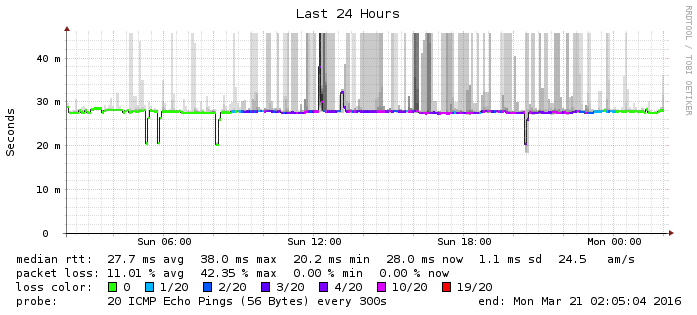 Last 24 Hours
RRDTOOL / TOBI OETIKER
Seconds
40 m
30 m
20 m
10 m
0
Sun 06:00 Sun 12:00 Sun 18:00 Mon 00:00
median rtt: 27.7 ms avg 38.0 ms max 20.2 ms min 28.0 ms now 1.1 ms sd 24.5 am/s
packet loss: 11.01 % avg 42.35 % max 0.00 % min 0.00 % now
loss color: 0 1/20 2/20 3/20 4/20 10/20 19/20
probe: 20 ICMP Echo Pings (56 Bytes) every 300s end: Mon Mar 21 02:05:04 2016